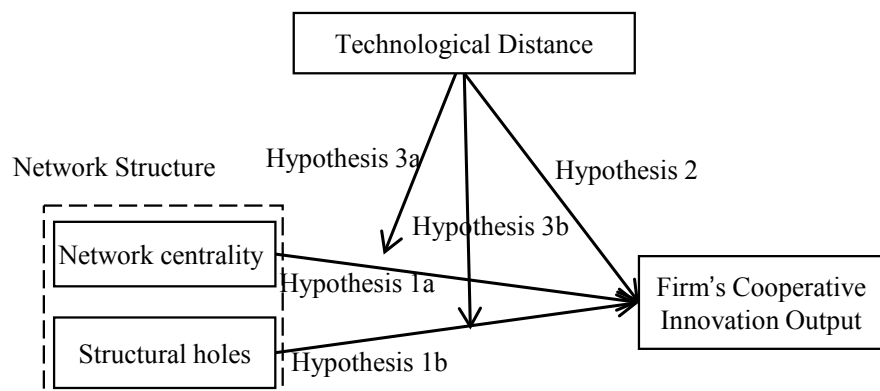 Technological Distance
Hypothesis 3a
Network Structure
Hypothesis 2
Hypothesis 3b
Network centrality
Hypothesis 1a
Firm's Cooperative
Innovation Output
Structural holes
Hypothesis 1b